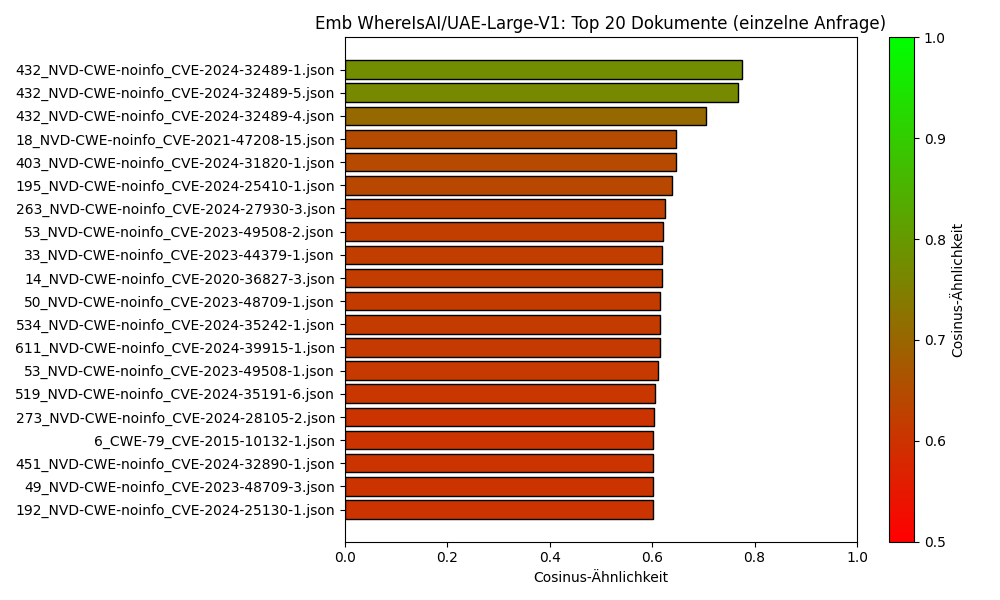 Emb WhereIsAI/UAE-Large-V1: Top 20 Dokumente (einzelne Anfrage)
432_NVD-CWE-noinfo_CVE-2024-32489-1.json
432_NVD-CWE-noinfo_CVE-2024-32489-5.json
432_NVD-CWE-noinfo_CVE-2024-32489-4.json
18_NVD-CWE-noinfo_CVE-2021-47208-15.json
403_NVD-CWE-noinfo_CVE-2024-31820-1.json
195_NVD-CWE-noinfo_CVE-2024-25410-1.json
263_NVD-CWE-noinfo_CVE-2024-27930-3.json
53_NVD-CWE-noinfo_CVE-2023-49508-2.json
33_NVD-CWE-noinfo_CVE-2023-44379-1.json
14_NVD-CWE-noinfo_CVE-2020-36827-3.json
50_NVD-CWE-noinfo_CVE-2023-48709-1.json
534_NVD-CWE-noinfo_CVE-2024-35242-1.json
611_NVD-CWE-noinfo_CVE-2024-39915-1.json
53_NVD-CWE-noinfo_CVE-2023-49508-1.json
519_NVD-CWE-noinfo_CVE-2024-35191-6.json
273_NVD-CWE-noinfo_CVE-2024-28105-2.json
6_CWE-79_CVE-2015-10132-1.json
451_NVD-CWE-noinfo_CVE-2024-32890-1.json
49_NVD-CWE-noinfo_CVE-2023-48709-3.json
192_NVD-CWE-noinfo_CVE-2024-25130-1.json
0.0 0.2 0.4 0.6 0.8 1.0
Cosinus-Ähnlichkeit
1.0
0.9
0.8
0.7
0.6
0.5
Cosinus-Ähnlichkeit